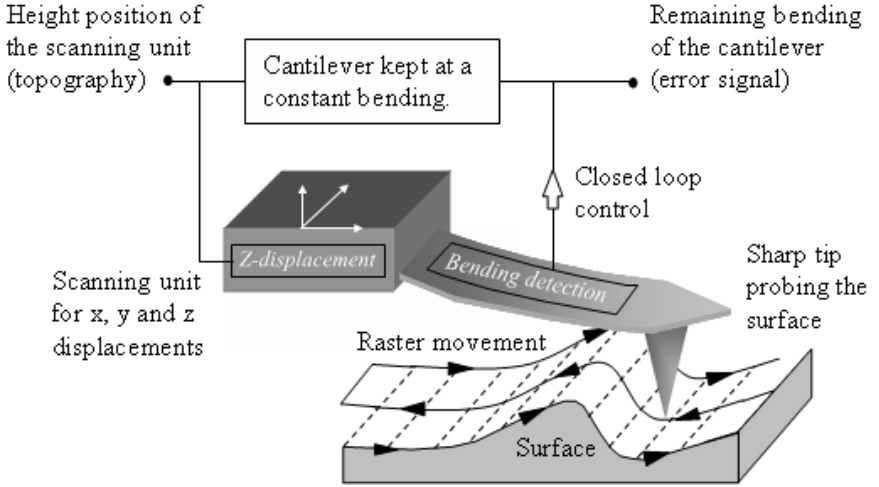 Height position of
the scanning unit
(topography)
Cantilever kept at a
constant bending.
Remaining bending
of the cantilever
(error signal)
Closed loop
control
Z-displacement
Bending detection
Sharp tip
probing the
surface
Scanning unit
for x, y and z
displacements
Raster movement
Surface